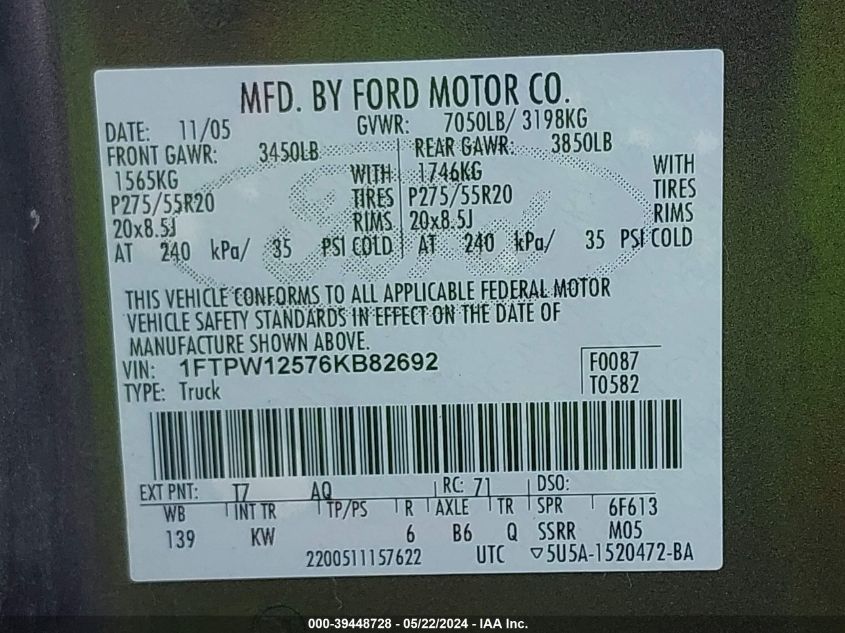 MFD. BY FORD MOTOR CO.
DATE: 11/05 GVWR: 7050LB/ 3198KG
FRONT GAWR: 3450LB REAR GAWR: 3850LB
1565KG WITH 1746KG WITH
P275/55R20 TIRES P275/55R20 TIRES
20x8.5J RIMS 20x8.5J RIMS
AT 240 kPa/ 35 PSI COLD AT 240 kPa/ 35 PSI COLD
THIS VEHICLE CONFORMS TO ALL APPLICABLE FEDERAL MOTOR
VEHICLE SAFETY STANDARDS IN EFFECT ON THE DATE OF
MANUFACTURE SHOWN ABOVE.
VIN: 1FTPW12576KB82692 F0087
TYPE: Truck T0582
EXT PNT: T7 AQ RC: 71 DSO:
WB INT TR TP/PS R AXLE TR SPR 6F613
139 KW 6 B6 Q SSRR M05
2200511157622 UTC ▽5U5A-1520472-BA
000-39448728 - 05/22/2024 - IAA Inc.